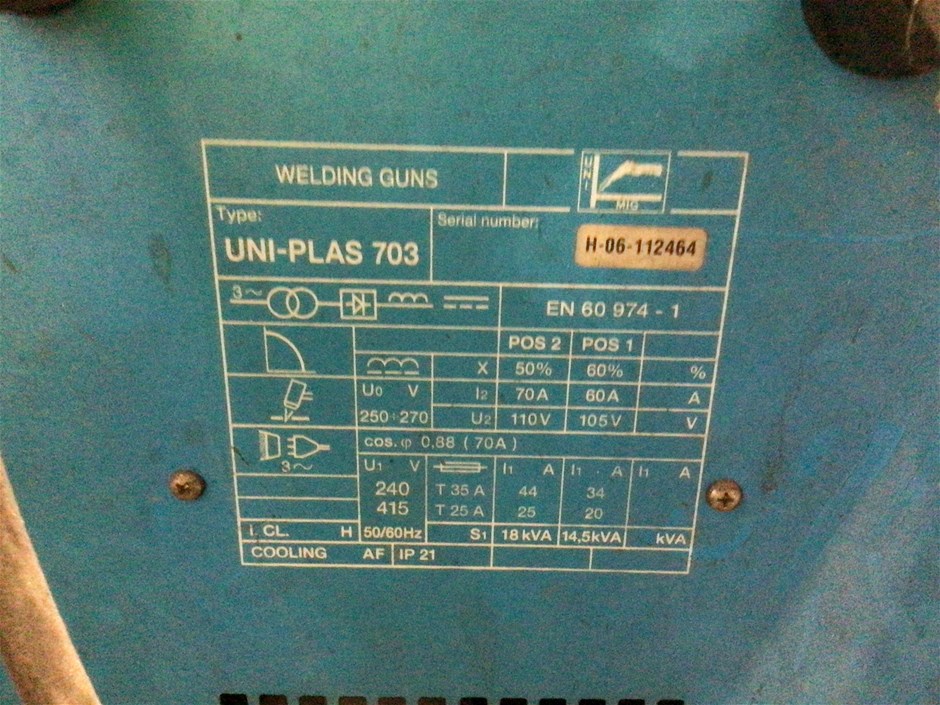 WELDING GUNS
UNI
MIG
Type:
UNI-PLAS 703
Serial number:
H-06-112464
3~
EN 60 974 - 1
POS 2 POS 1
X 50% 60% %
U0 V I2 70A 60A A
250÷270 U2 110V 105V V
cos. φ 0.88 ( 70A )
3~
U1 V I1 A I1 A I1 A
240 T 35 A 44 34
415 T 25 A 25 20
i. CL. H 50/60Hz S1 18 kVA 14,5kVA kVA
COOLING AF IP 21